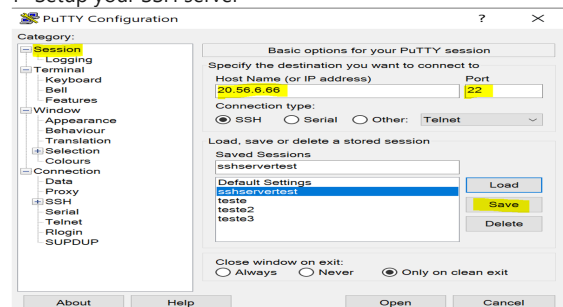 1 - Setup your SSH server
PuTTY Configuration ? ×
Category:
Session
Logging
Terminal
Keyboard
Bell
Features
Window
Appearance
Behaviour
Translation
Selection
Colours
Connection
Data
Proxy
SSH
Serial
Telnet
Rlogin
SUPDUP
Basic options for your PuTTY session
Specify the destination you want to connect to
Host Name (or IP address) Port
20.56.6.66 22
Connection type:
SSH Serial Other: Telnet
Load, save or delete a stored session
Saved Sessions
sshservertest
Default Settings
sshservertest
teste
teste2
teste3
Load
Save
Delete
Close window on exit:
Always Never Only on clean exit
About Help Open Cancel